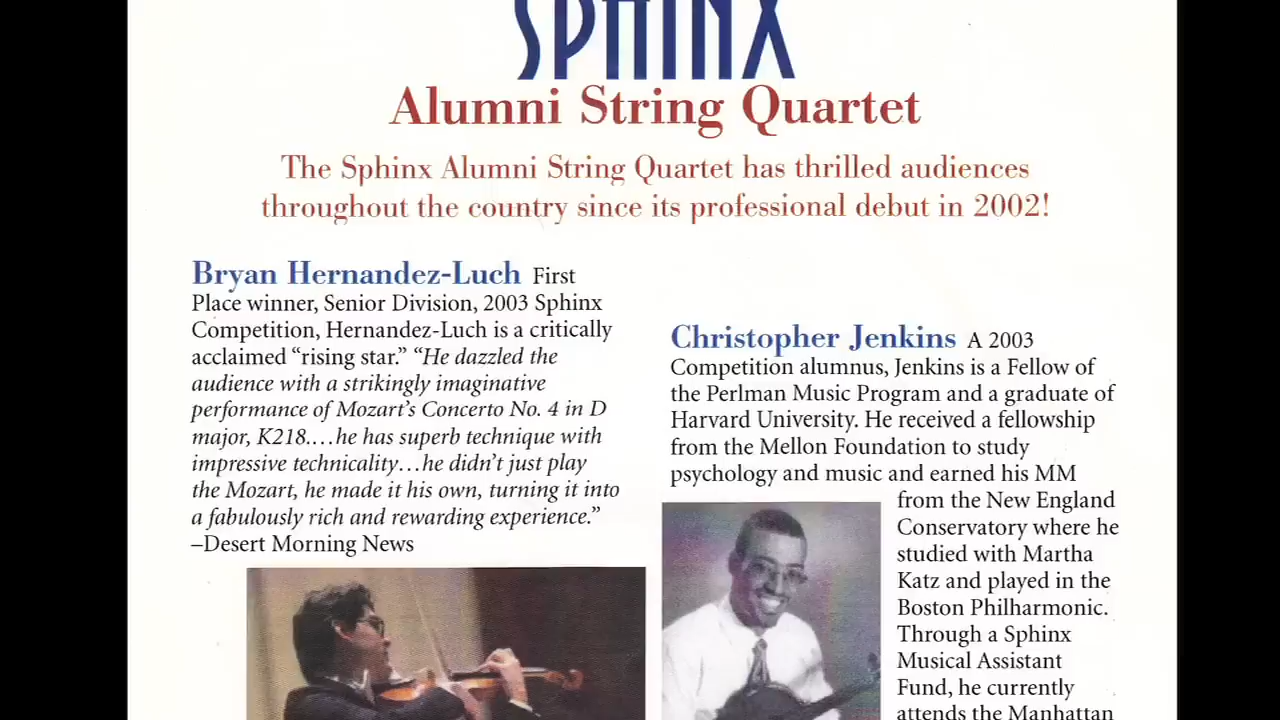 SPHINX
Alumni String Quartet
The Sphinx Alumni String Quartet has thrilled audiences
throughout the country since its professional debut in 2002!
Bryan Hernandez-Luch First
Place winner, Senior Division, 2003 Sphinx
Competition, Hernandez-Luch is a critically
acclaimed “rising star.” “He dazzled the
audience with a strikingly imaginative
performance of Mozart’s Concerto No. 4 in D
major, K218.…he has superb technique with
impressive technicality…he didn’t just play
the Mozart, he made it his own, turning it into
a fabulously rich and rewarding experience.”
–Desert Morning News
Christopher Jenkins A 2003
Competition alumnus, Jenkins is a Fellow of
the Perlman Music Program and a graduate of
Harvard University. He received a fellowship
from the Mellon Foundation to study
psychology and music and earned his MM
from the New England
Conservatory where he
studied with Martha
Katz and played in the
Boston Philharmonic.
Through a Sphinx
Musical Assistant
Fund, he currently
attends the Manhattan